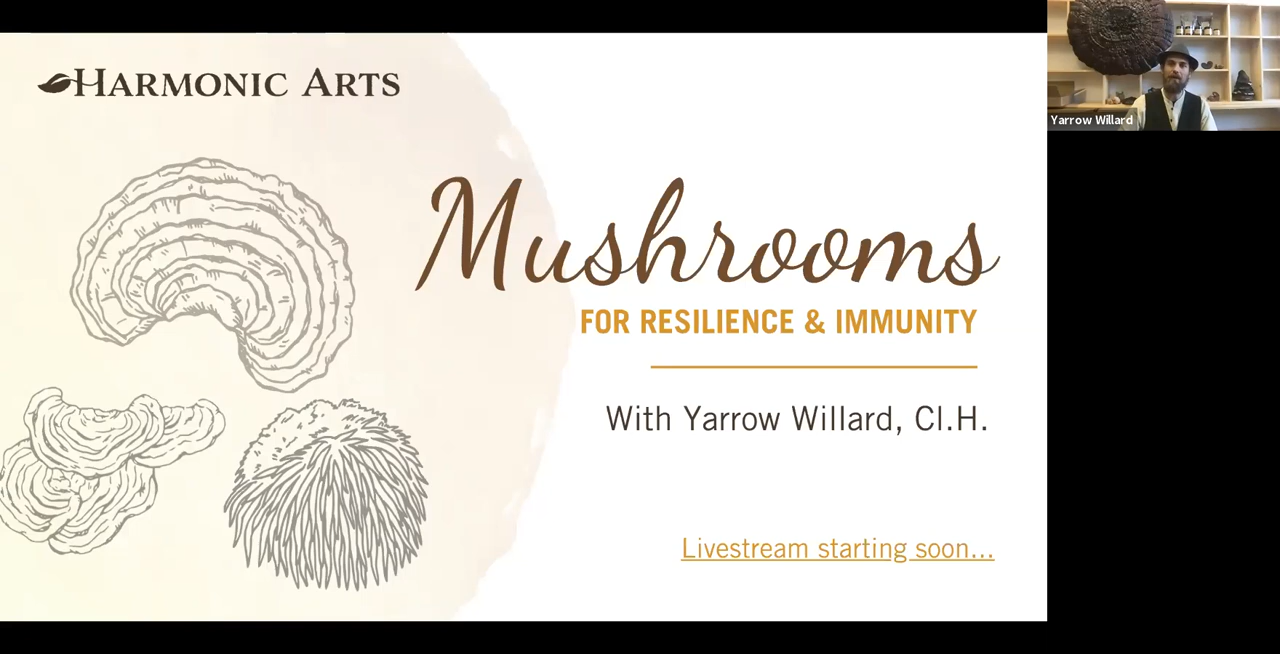 HARMONIC ARTS
Mushrooms
FOR RESILIENCE & IMMUNITY
With Yarrow Willard, Cl.H.
Livestream starting soon...
Yarrow Willard